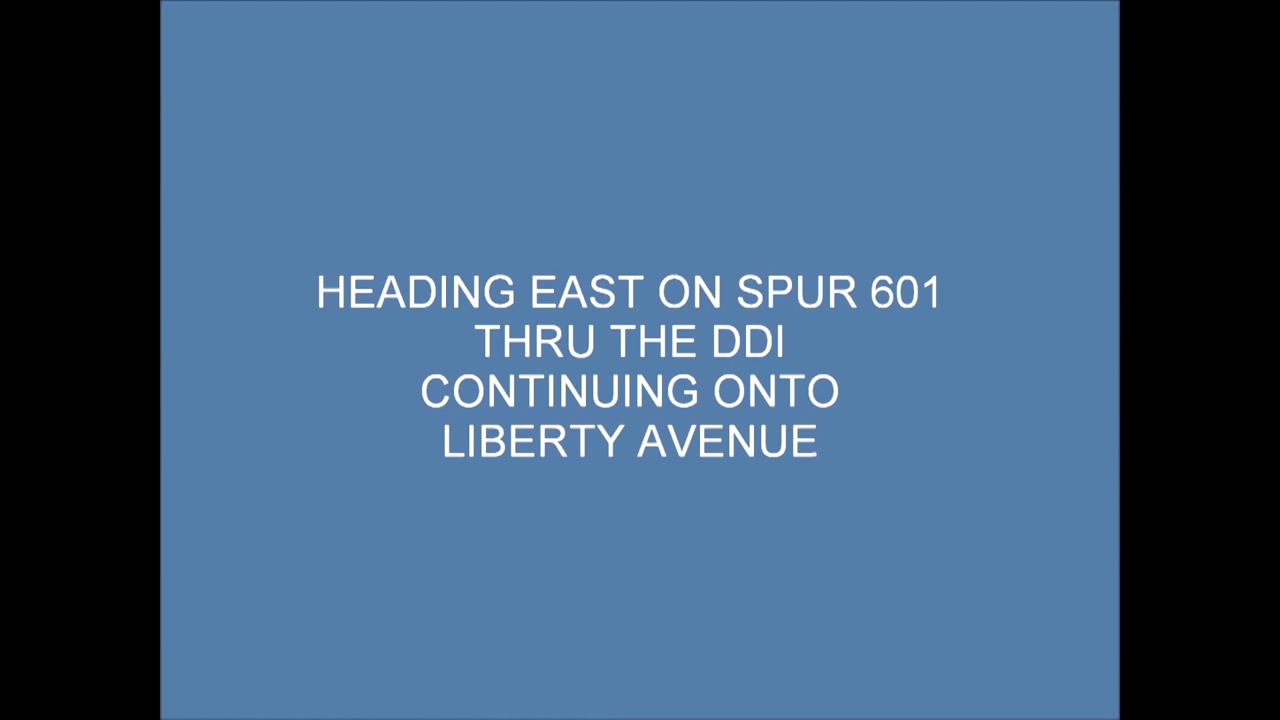 HEADING EAST ON SPUR 601
THRU THE DDI
CONTINUING ONTO
LIBERTY AVENUE